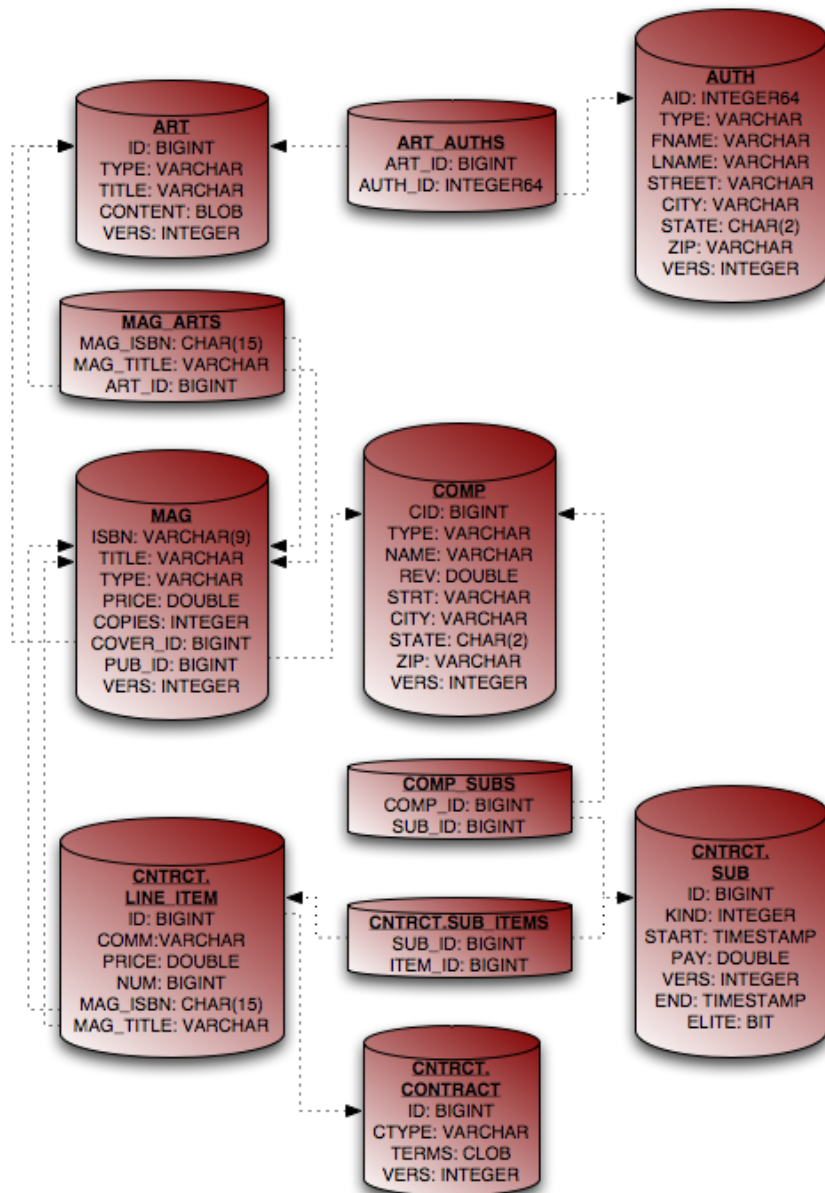 ART
ID: BIGINT
TYPE: VARCHAR
TITLE: VARCHAR
CONTENT: BLOB
VERS: INTEGER
ART_AUTHS
ART_ID: BIGINT
AUTH_ID: INTEGER64
AUTH
AID: INTEGER64
TYPE: VARCHAR
FNAME: VARCHAR
LNAME: VARCHAR
STREET: VARCHAR
CITY: VARCHAR
STATE: CHAR(2)
ZIP: VARCHAR
VERS: INTEGER
MAG_ARTS
MAG_ISBN: CHAR(15)
MAG_TITLE: VARCHAR
ART_ID: BIGINT
MAG
ISBN: VARCHAR(9)
TITLE: VARCHAR
TYPE: VARCHAR
PRICE: DOUBLE
COPIES: INTEGER
COVER_ID: BIGINT
PUB_ID: BIGINT
VERS: INTEGER
COMP
CID: BIGINT
TYPE: VARCHAR
NAME: VARCHAR
REV: DOUBLE
STRT: VARCHAR
CITY: VARCHAR
STATE: CHAR(2)
ZIP: VARCHAR
VERS: INTEGER
COMP_SUBS
COMP_ID: BIGINT
SUB_ID: BIGINT
CNTRCT.
LINE_ITEM
ID: BIGINT
COMM:VARCHAR
PRICE: DOUBLE
NUM: BIGINT
MAG_ISBN: CHAR(15)
MAG_TITLE: VARCHAR
CNTRCT.SUB_ITEMS
SUB_ID: BIGINT
ITEM_ID: BIGINT
CNTRCT.
SUB
ID: BIGINT
KIND: INTEGER
START: TIMESTAMP
PAY: DOUBLE
VERS: INTEGER
END: TIMESTAMP
ELITE: BIT
CNTRCT.
CONTRACT
ID: BIGINT
CTYPE: VARCHAR
TERMS: CLOB
VERS: INTEGER